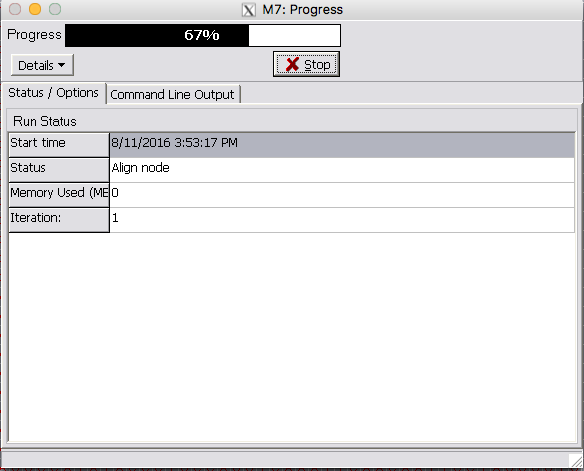 M7: Progress
Progress 67%
Details Stop
Status / Options Command Line Output
Run Status
Start time 8/11/2016 3:53:17 PM
Status Align node
Memory Used (ME 0
Iteration: 1